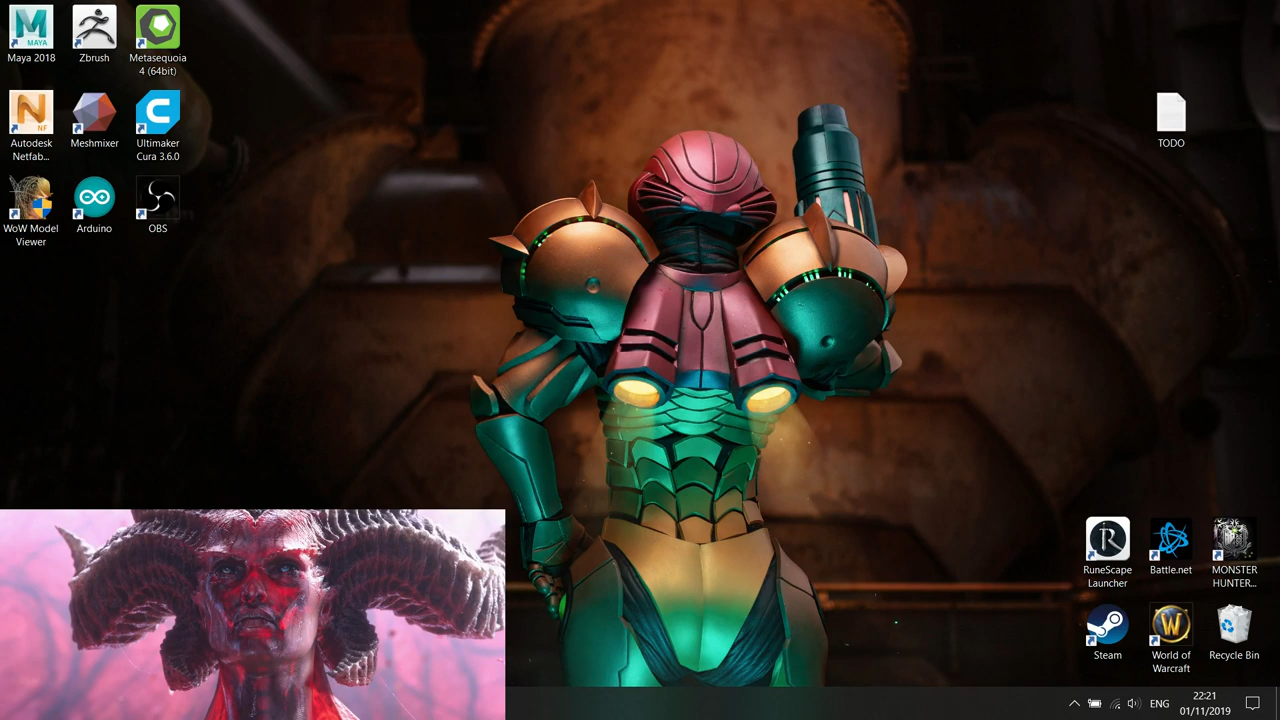 MAYA
Maya 2018
Zbrush
Metasequoia
4 (64bit)
NF
Autodesk
Netfab...
Meshmixer
Ultimaker
Cura 3.6.0
WoW Model
Viewer
Arduino
OBS
TODO
RuneScape
Launcher
Battle.net
MONSTER
HUNTER...
Steam
World of
Warcraft
Recycle Bin
ENG
22:21
01/11/2019